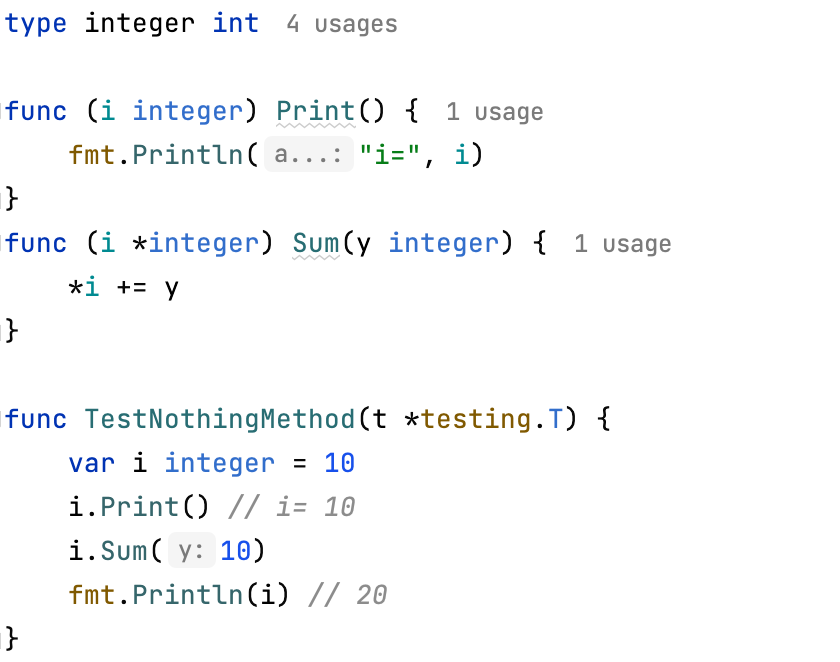 type integer int 4 usages
func (i integer) Print() { 1 usage
fmt.Println( a...: "i=", i)
}
func (i *integer) Sum(y integer) { 1 usage
*i += y
}
func TestNothingMethod(t *testing.T) {
var i integer = 10
i.Print() // i= 10
i.Sum( y: 10)
fmt.Println(i) // 20
}